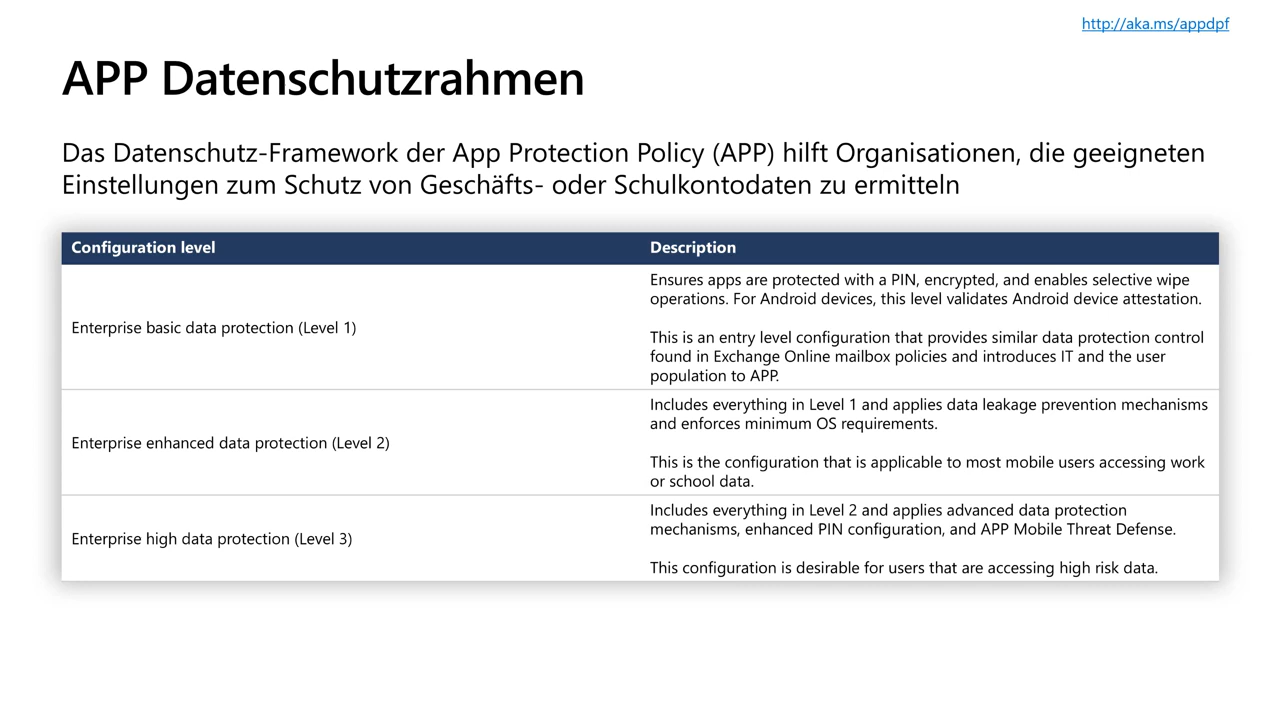 http://aka.ms/appdpf
APP Datenschutzrahmen
Das Datenschutz-Framework der App Protection Policy (APP) hilft Organisationen, die geeigneten
Einstellungen zum Schutz von Geschäfts- oder Schulkontodaten zu ermitteln
Configuration level
Description
Enterprise basic data protection (Level 1)
Ensures apps are protected with a PIN, encrypted, and enables selective wipe
operations. For Android devices, this level validates Android device attestation.
This is an entry level configuration that provides similar data protection control
found in Exchange Online mailbox policies and introduces IT and the user
population to APP.
Enterprise enhanced data protection (Level 2)
Includes everything in Level 1 and applies data leakage prevention mechanisms
and enforces minimum OS requirements.
This is the configuration that is applicable to most mobile users accessing work
or school data.
Enterprise high data protection (Level 3)
Includes everything in Level 2 and applies advanced data protection
mechanisms, enhanced PIN configuration, and APP Mobile Threat Defense.
This configuration is desirable for users that are accessing high risk data.